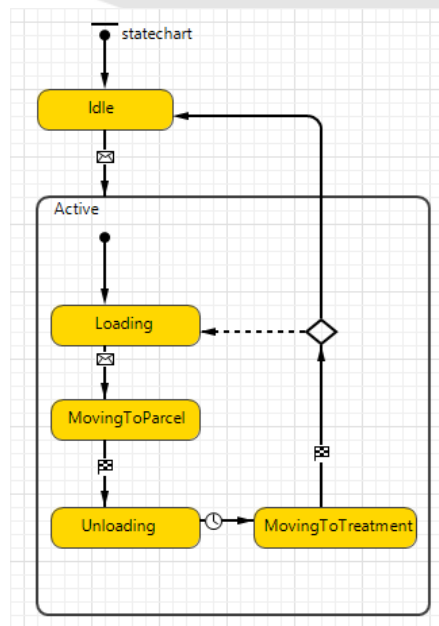 statechart
Idle
Active
Loading
MovingToParcel
Unloading
MovingToTreatment